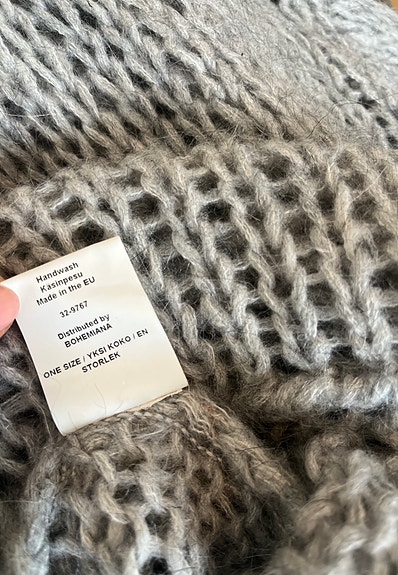 Handwash
Käsinpesu
Made in the EU
32-9767
Distributed by
BOHEMIANA
ONE SIZE / YKSI KOKO / EN
STORLEK